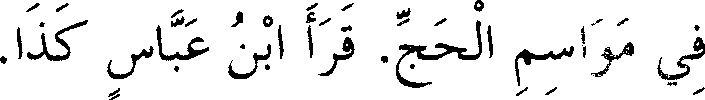 فِي مَوَاسِمِ الْحَجِّ. قَرَأَ ابْنُ عَبَّاسٍ كَذَا.